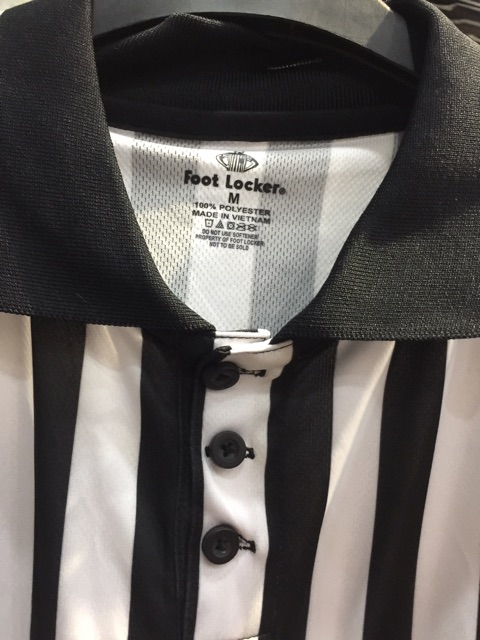 Foot Locker®
M
100% POLYESTER
MADE IN VIETNAM
DO NOT USE SOFTENER
PROPERTY OF FOOT LOCKER
NOT TO BE SOLD